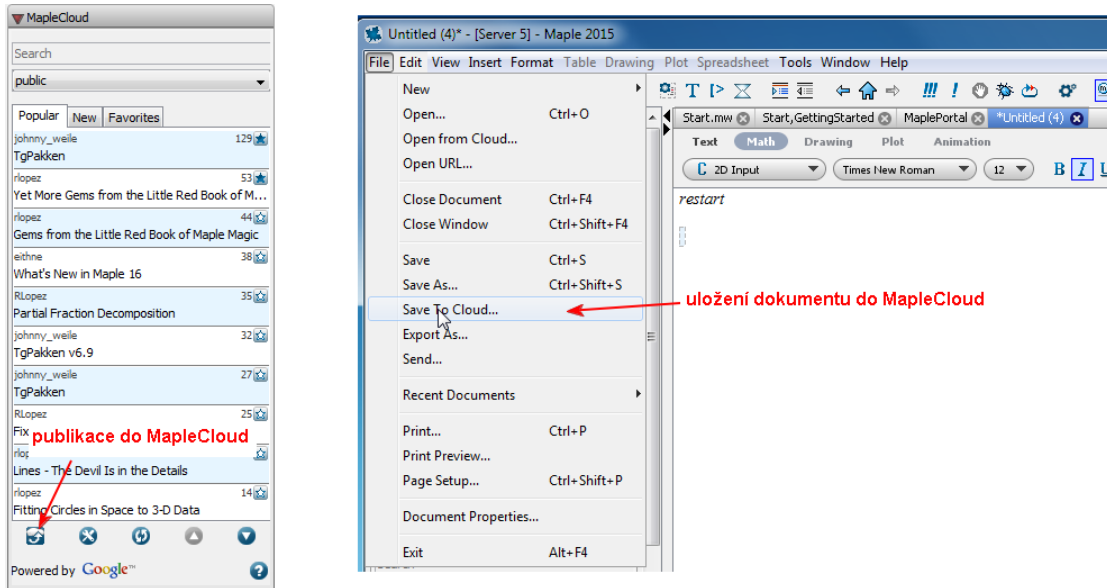 MapleCloud
Search
public
Popular New Favorites
johnny_weile 129
TgPakken
rlopez 53
Yet More Gems from the Little Red Book of M...
rlopez 44
Gems from the Little Red Book of Maple Magic
eithne 38
What's New in Maple 16
RLopez 35
Partial Fraction Decomposition
johnny_weile 32
TgPakken v6.9
johnny_weile 27
TgPakken
RLopez 25
publikace do MapleCloud
Lines - The Devil Is in the Details
rlopez 14
Fitting Circles in Space to 3-D Data
Powered by Google™
Untitled (4)* - [Server 5] - Maple 2015
File Edit View Insert Format Table Drawing Plot Spreadsheet Tools Window Help
New
Open... Ctrl+O
Open from Cloud...
Open URL...
Close Document Ctrl+F4
Close Window Ctrl+Shift+F4
Save Ctrl+S
Save As... Ctrl+Shift+S
Save To Cloud...
Export As...
Send...
Recent Documents
Print... Ctrl+P
Print Preview...
Page Setup... Ctrl+Shift+P
Document Properties...
Exit Alt+F4
Start.mw Start,GettingStarted MaplePortal *Untitled (4)
Text Math Drawing Plot Animation
C 2D Input Times New Roman 12 B I U
restart
uložení dokumentu do MapleCloud